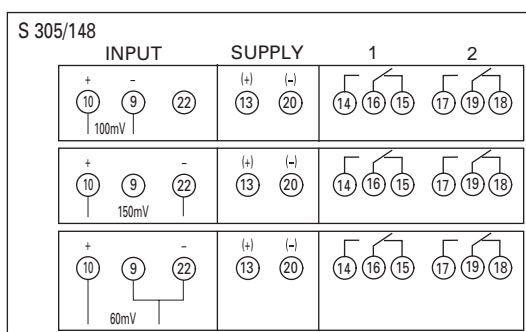 S 305/148
INPUT SUPPLY 1 2
+ – (+) (–)
10 9 22 13 20 14 16 15 17 19 18
100mV
+ – (+) (–)
10 9 22 13 20 14 16 15 17 19 18
150mV
+ – (+) (–)
10 9 22 13 20 14 16 15 17 19 18
60mV